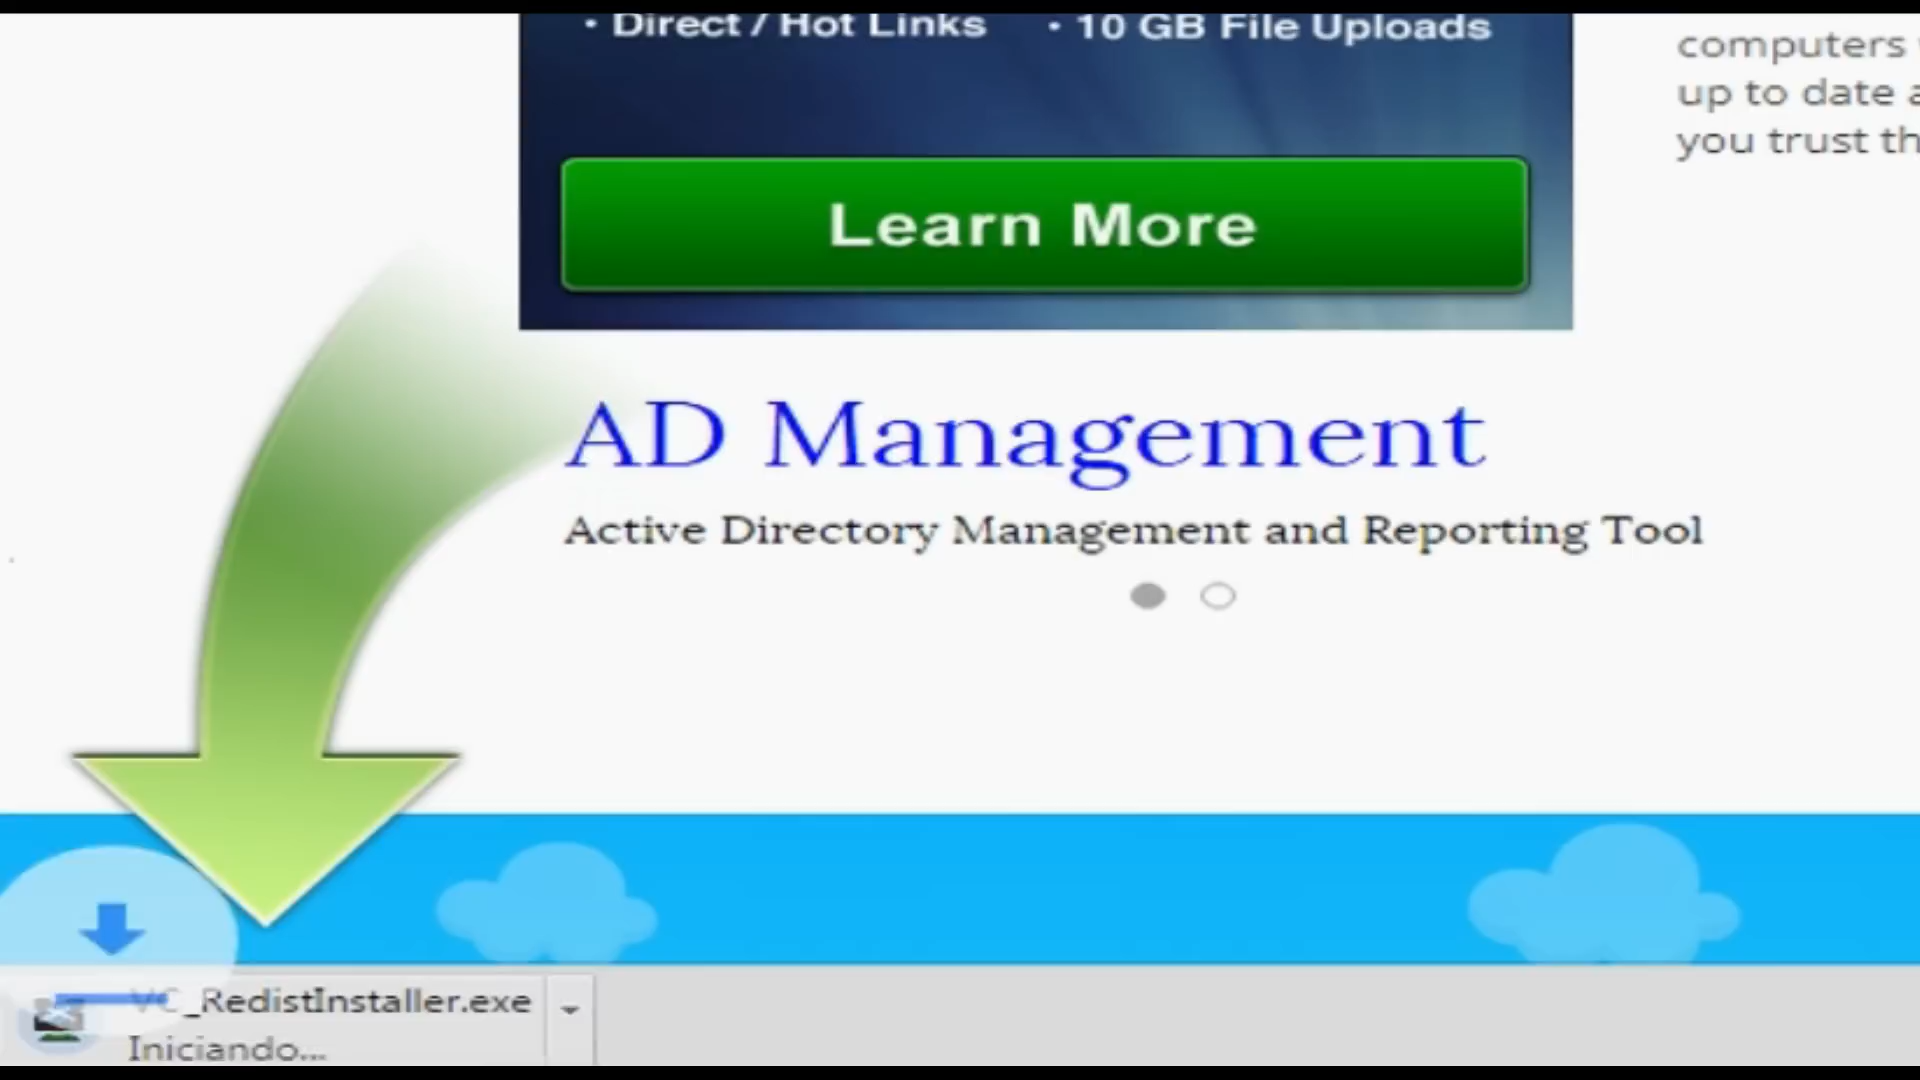 • Direct / Hot Links • 10 GB File Uploads
computers
up to date
you trust
Learn More
AD Management
Active Directory Management and Reporting Tool
VC_RedistInstaller.exe
Iniciando...